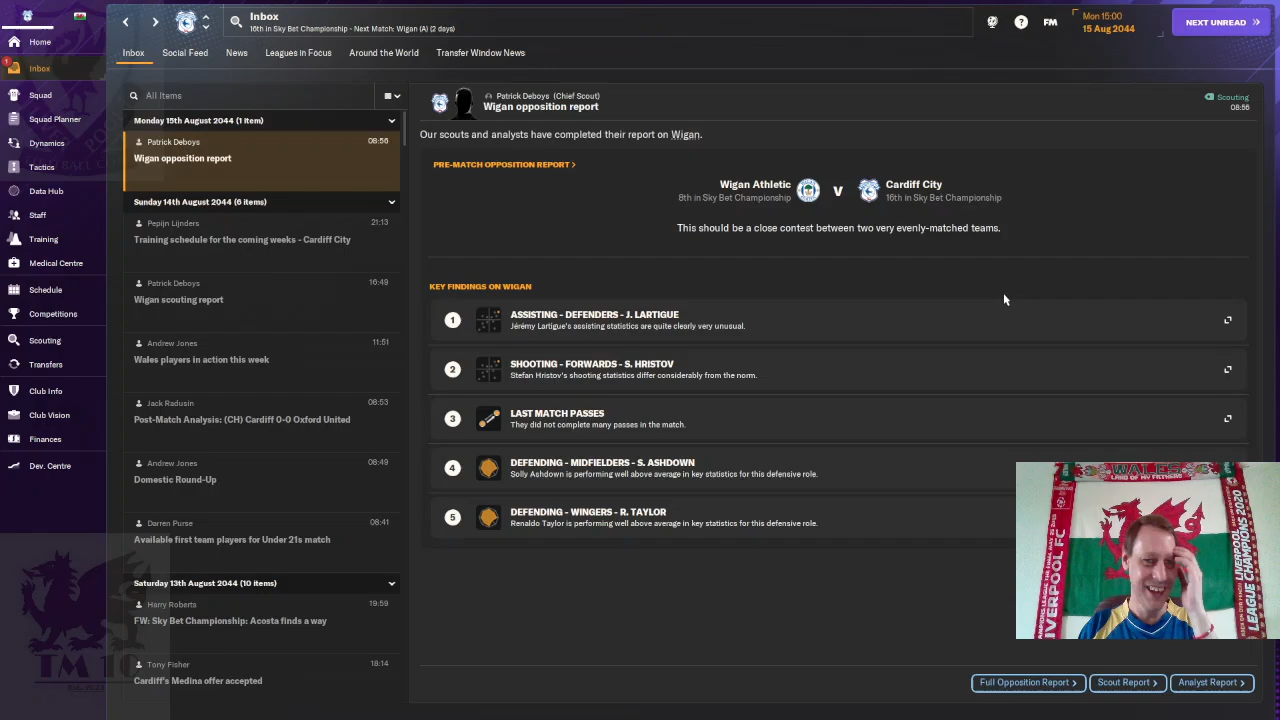 Inbox
16th in Sky Bet Championship - Next Match: Wigan (A) (2 days)
FM
Mon 15:00
15 Aug 2044
NEXT UNREAD
Home
1
Inbox
Squad
Squad Planner
Dynamics
Tactics
Data Hub
Staff
Training
Medical Centre
Schedule
Competitions
Scouting
Transfers
Club Info
Club Vision
Finances
Dev. Centre
TM 10
Inbox
Social Feed
News
Leagues in Focus
Around the World
Transfer Window News
All Items
Monday 15th August 2044 (1 item)
Patrick Deboys 08:56
Wigan opposition report
Sunday 14th August 2044 (6 items)
Pepijn Lijnders 21:13
Training schedule for the coming weeks - Cardiff City
Patrick Deboys 16:49
Wigan scouting report
Andrew Jones 11:51
Wales players in action this week
Jack Radusin 08:53
Post-Match Analysis: (CH) Cardiff 0-0 Oxford United
Andrew Jones 08:49
Domestic Round-Up
Darren Purse 08:41
Available first team players for Under 21s match
Saturday 13th August 2044 (10 items)
Harry Roberts 19:59
FW: Sky Bet Championship: Acosta finds a way
Tony Fisher 18:14
Cardiff's Medina offer accepted
Patrick Deboys (Chief Scout)
Wigan opposition report
Scouting
08:56
Our scouts and analysts have completed their report on Wigan.
PRE-MATCH OPPOSITION REPORT >
Wigan Athletic v Cardiff City
8th in Sky Bet Championship 16th in Sky Bet Championship
This should be a close contest between two very evenly-matched teams.
KEY FINDINGS ON WIGAN
1
ASSISTING - DEFENDERS - J. LARTIGUE
Jérémy Lartigue's assisting statistics are quite clearly very unusual.
2
SHOOTING - FORWARDS - S. HRISTOV
Stefan Hristov's shooting statistics differ considerably from the norm.
3
LAST MATCH PASSES
They did not complete many passes in the match.
4
DEFENDING - MIDFIELDERS - S. ASHDOWN
Solly Ashdown is performing well above average in key statistics for this defensive role.
5
DEFENDING - WINGERS - R. TAYLOR
Renaldo Taylor is performing well above average in key statistics for this defensive role.
WALES
LAND OF MY FATHERS
LIVERPOOL FC
LIVERPOOL
LEAGUE CHAMPIONS 2020
Full Opposition Report >
Scout Report >
Analyst Report >